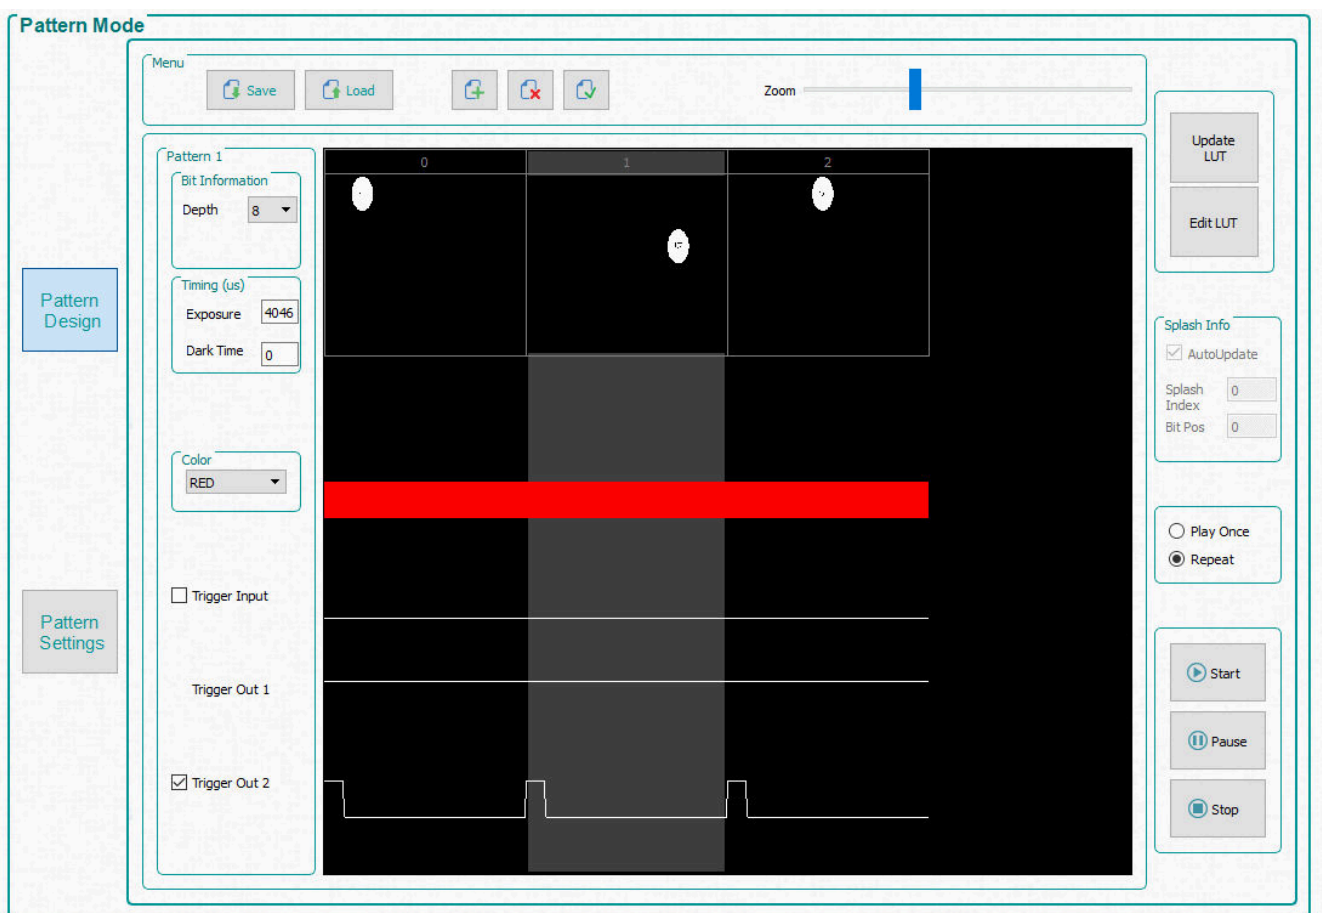 Pattern Mode
Menu
Save
Load
Zoom
Update
LUT
Edit LUT
Pattern 1
Bit Information
Depth 8
0 1 2
Pattern
Design
Timing (us)
Exposure 4046
Dark Time 0
Splash Info
AutoUpdate
Splash
Index
0
Bit Pos 0
Color
RED
Play Once
Repeat
Trigger Input
Pattern
Settings
Trigger Out 1
Trigger Out 2
Start
Pause
Stop